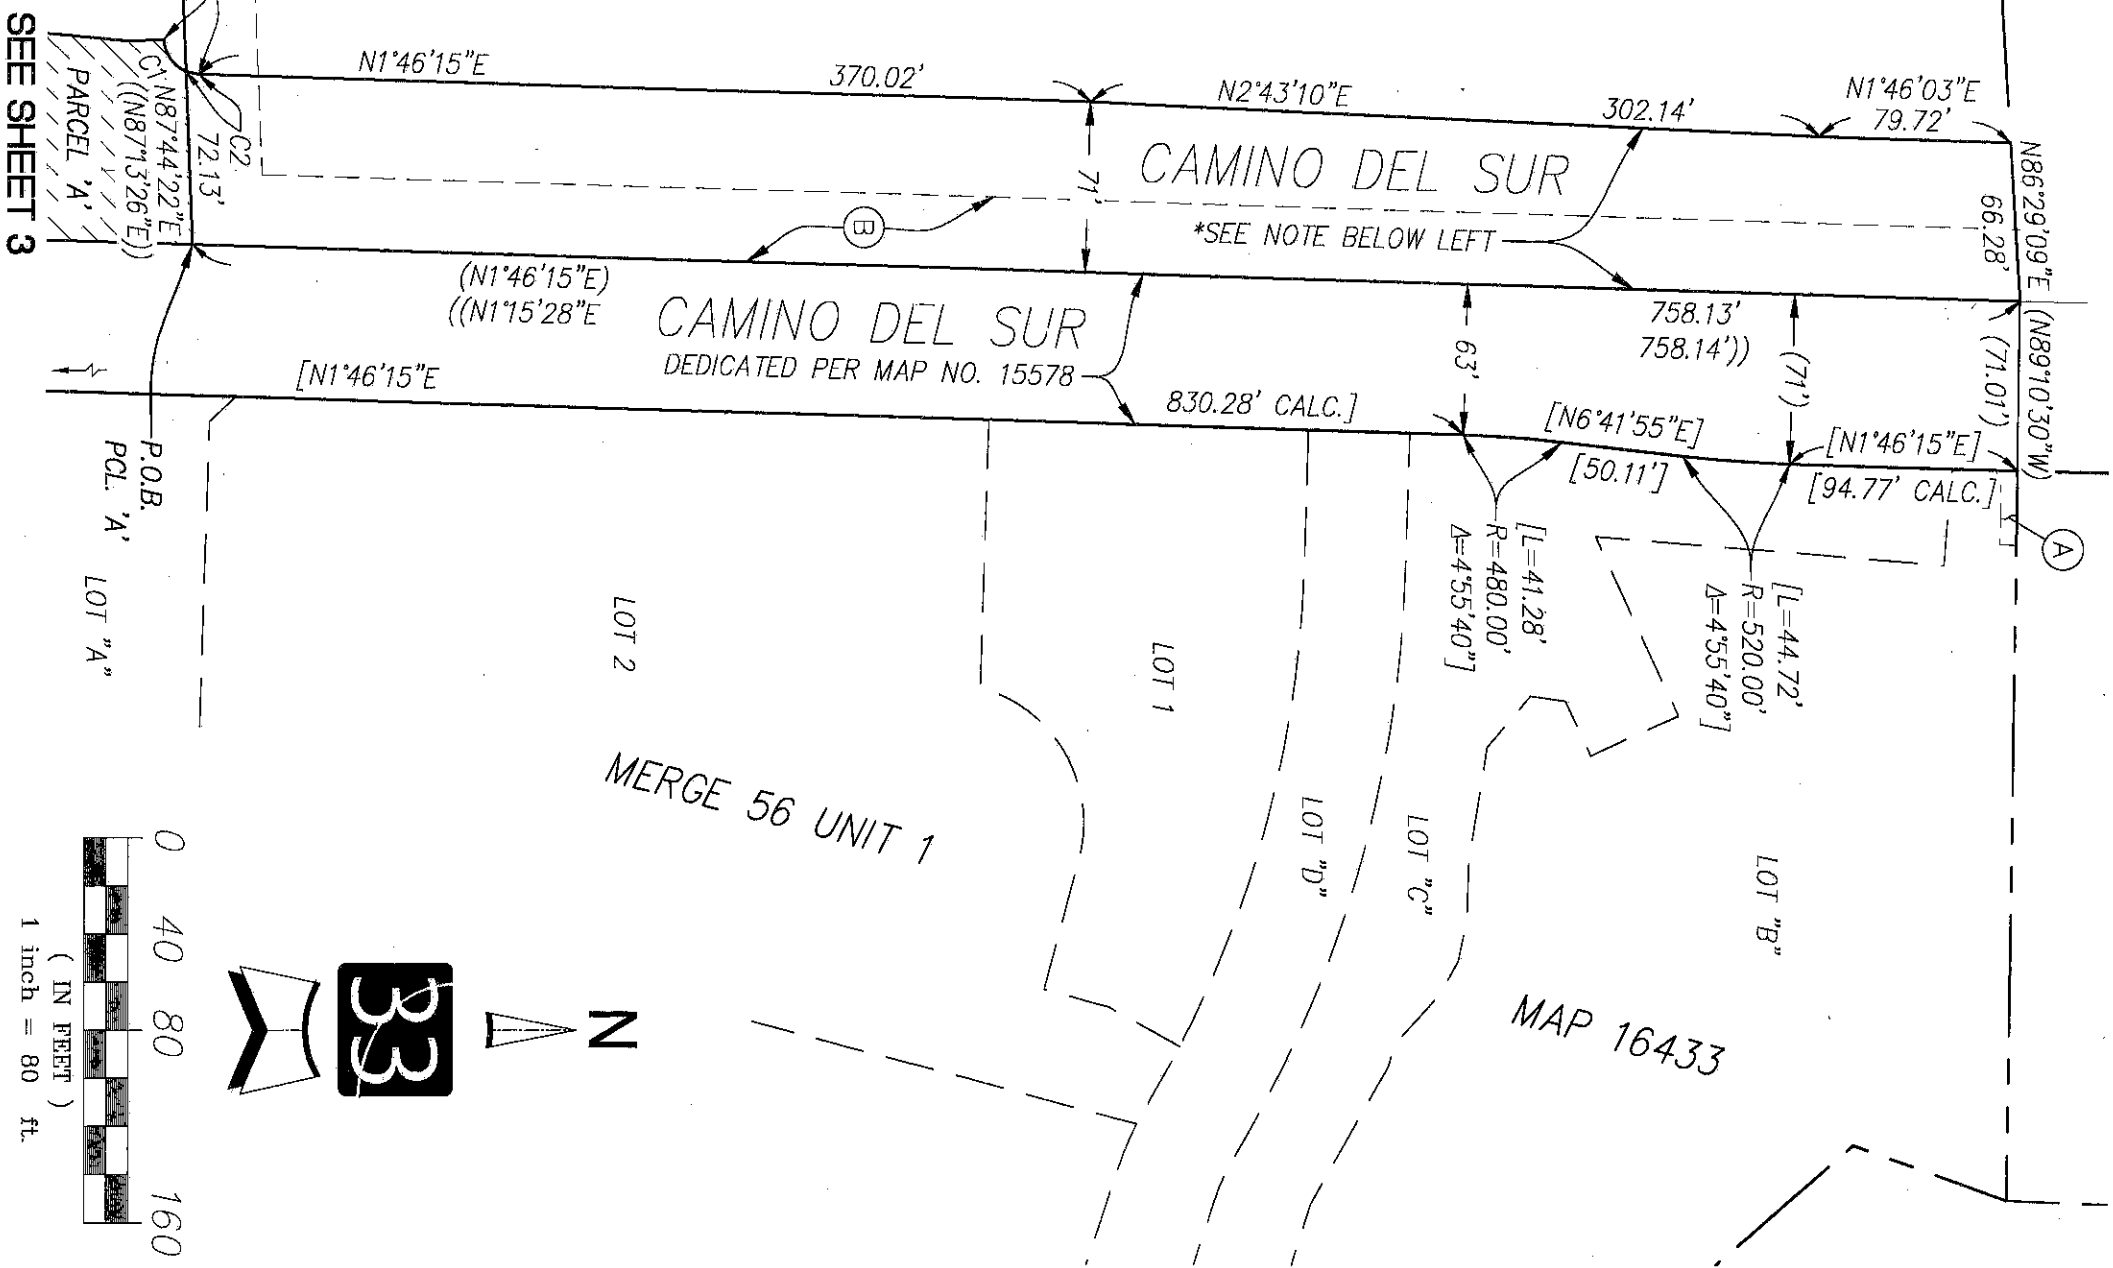 SEE SHEET 3
N1°46'15"E
370.02'
N2°43'10"E
302.14'
N1°46'03"E
79.72'
N86°29'09"E (N89°10'30"W)
66.28'
(71.01')
CAMINO DEL SUR
*SEE NOTE BELOW LEFT
71'
C1
C2
N87°44'22"E
72.13'
((N87°13'26"E))
PARCEL 'A'
B
(N1°46'15"E)
((N1°15'28"E
758.13'
758.14'))
CAMINO DEL SUR
DEDICATED PER MAP NO. 15578
63'
(71')
[N1°46'15"E
830.28' CALC.]
[N6°41'55"E]
[50.11']
[N1°46'15"E]
[94.77' CALC.]
A
P.O.B.
PCL. 'A'
[L=41.28'
R=480.00'
Δ=4°55'40"]
[L=44.72'
R=520.00'
Δ=4°55'40"]
LOT "A"
LOT 2
LOT 1
LOT "D"
LOT "C"
LOT "B"
MERGE 56 UNIT 1
MAP 16433
N
33
0 40 80 160
( IN FEET )
1 inch = 80 ft.